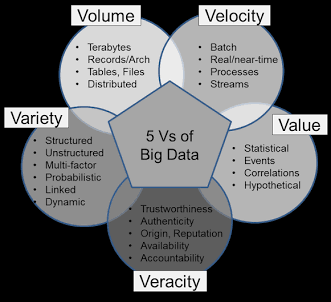 Volume
• Terabytes
• Records/Arch
• Tables, Files
• Distributed
Velocity
• Batch
• Real/near-time
• Processes
• Streams
Variety
• Structured
• Unstructured
• Multi-factor
• Probabilistic
• Linked
• Dynamic
5 Vs of
Big Data
Value
• Statistical
• Events
• Correlations
• Hypothetical
• Trustworthiness
• Authenticity
• Origin, Reputation
• Availability
• Accountability
Veracity